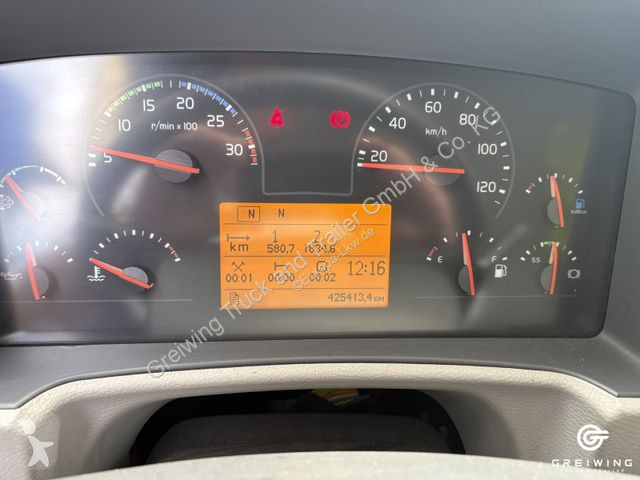 5
10
15
20
25
30
r/min x 100
20
40
60
80
100
120
km/h
N N
1 2
km 580,7 1634,6
12:16
00:01 00:00 00:02
425413,4 KM
E F
AdBlue
Greiwing Truck and Trailer GmbH & Co. KG
GREIWING